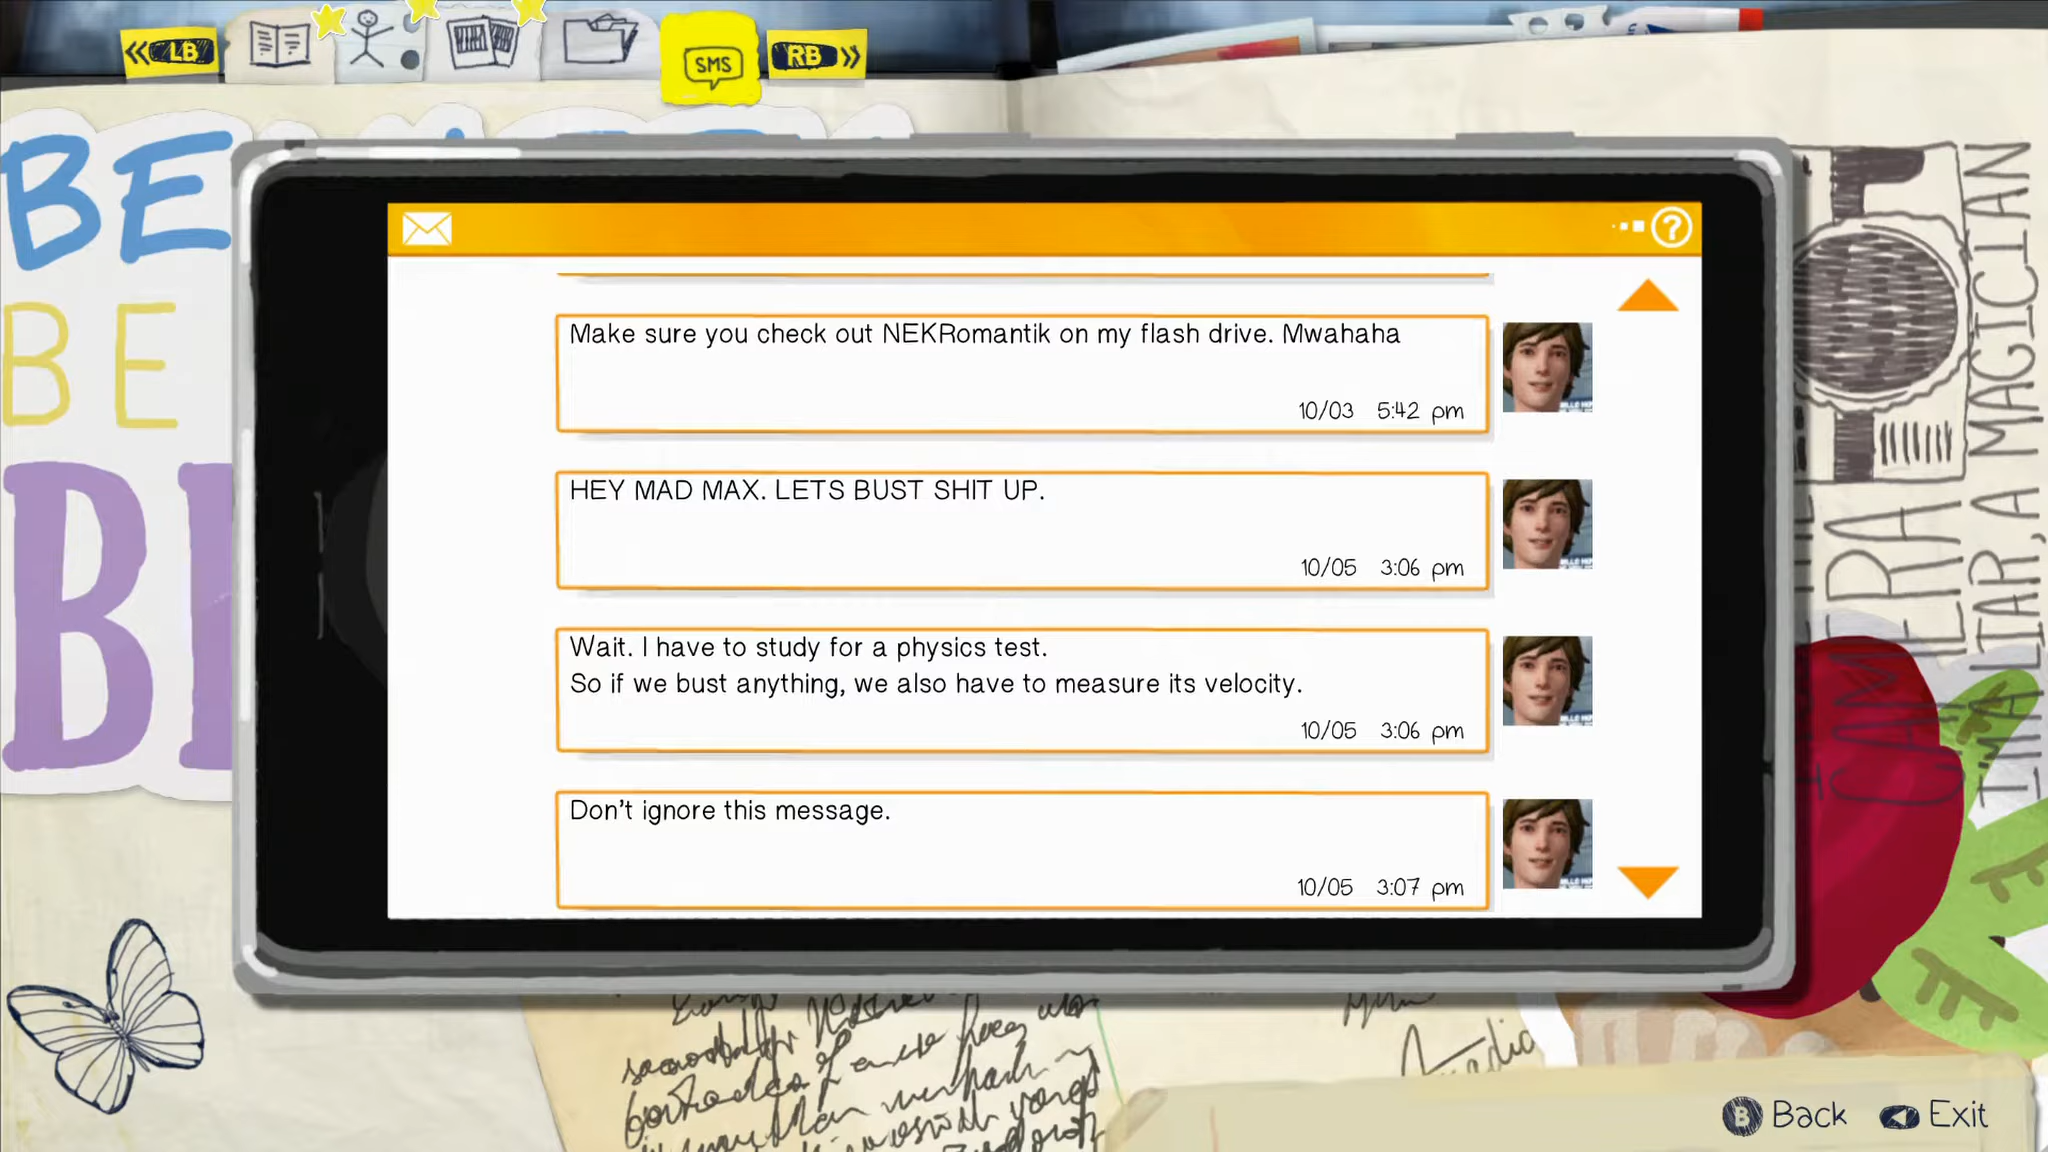 LB
SMS
RB
BE
BE
Make sure you check out NEKRomantik on my flash drive. Mwahaha
10/03 5:42 pm
HEY MAD MAX. LETS BUST SHIT UP.
10/05 3:06 pm
Wait. I have to study for a physics test.
So if we bust anything, we also have to measure its velocity.
10/05 3:06 pm
Don't ignore this message.
10/05 3:07 pm
CAMERA
LIAR, A MAGICIAN
B Back
Exit